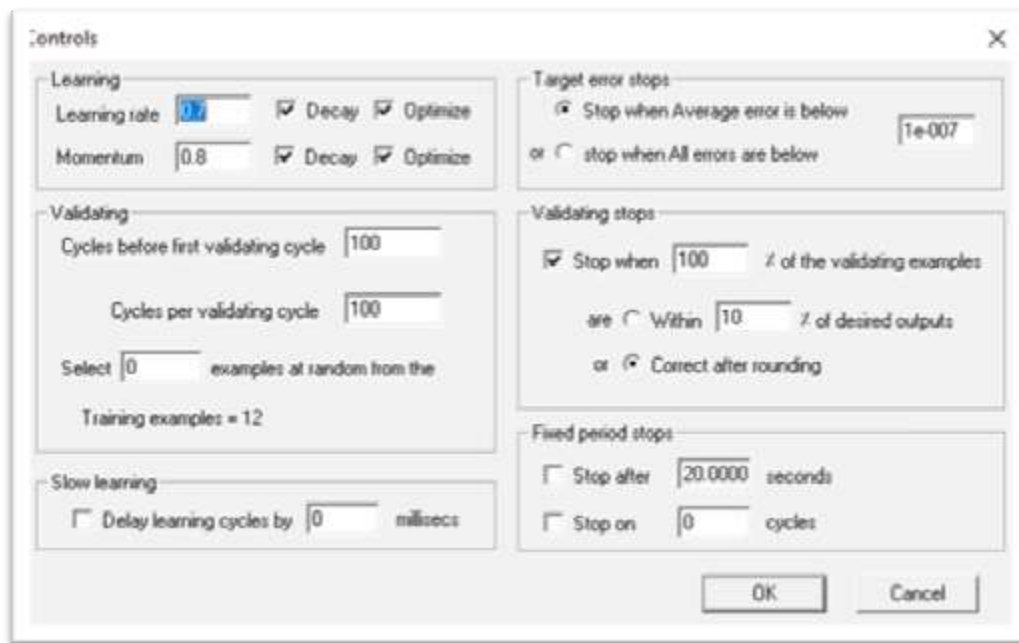 Controls
Learning
Learning rate 0.7 Decay Optimize
Momentum 0.8 Decay Optimize
Validating
Cycles before first validating cycle 100
Cycles per validating cycle 100
Select 0 examples at random from the
Training examples = 12
Slow learning
Delay learning cycles by 0 millisecs
Target error stops
Stop when Average error is below
or stop when All errors are below
1e-007
Validating stops
Stop when 100 % of the validating examples
are Within 10 % of desired outputs
or Correct after rounding
Fixed period stops
Stop after 20.0000 seconds
Stop on 0 cycles
OK Cancel